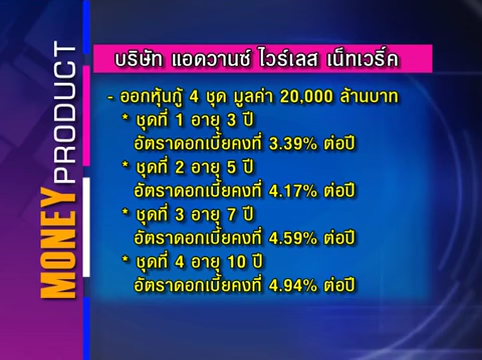 MONEY PRODUCT
บริษัท แอดวานซ์ ไวร์เลส เน็ทเวริ์ค
- ออกหุ้นกู้ 4 ชุด มูลค่า 20,000 ล้านบาท
* ชุดที่ 1 อายุ 3 ปี
อัตราดอกเบี้ยคงที่ 3.39% ต่อปี
* ชุดที่ 2 อายุ 5 ปี
อัตราดอกเบี้ยคงที่ 4.17% ต่อปี
* ชุดที่ 3 อายุ 7 ปี
อัตราดอกเบี้ยคงที่ 4.59% ต่อปี
* ชุดที่ 4 อายุ 10 ปี
อัตราดอกเบี้ยคงที่ 4.94% ต่อปี